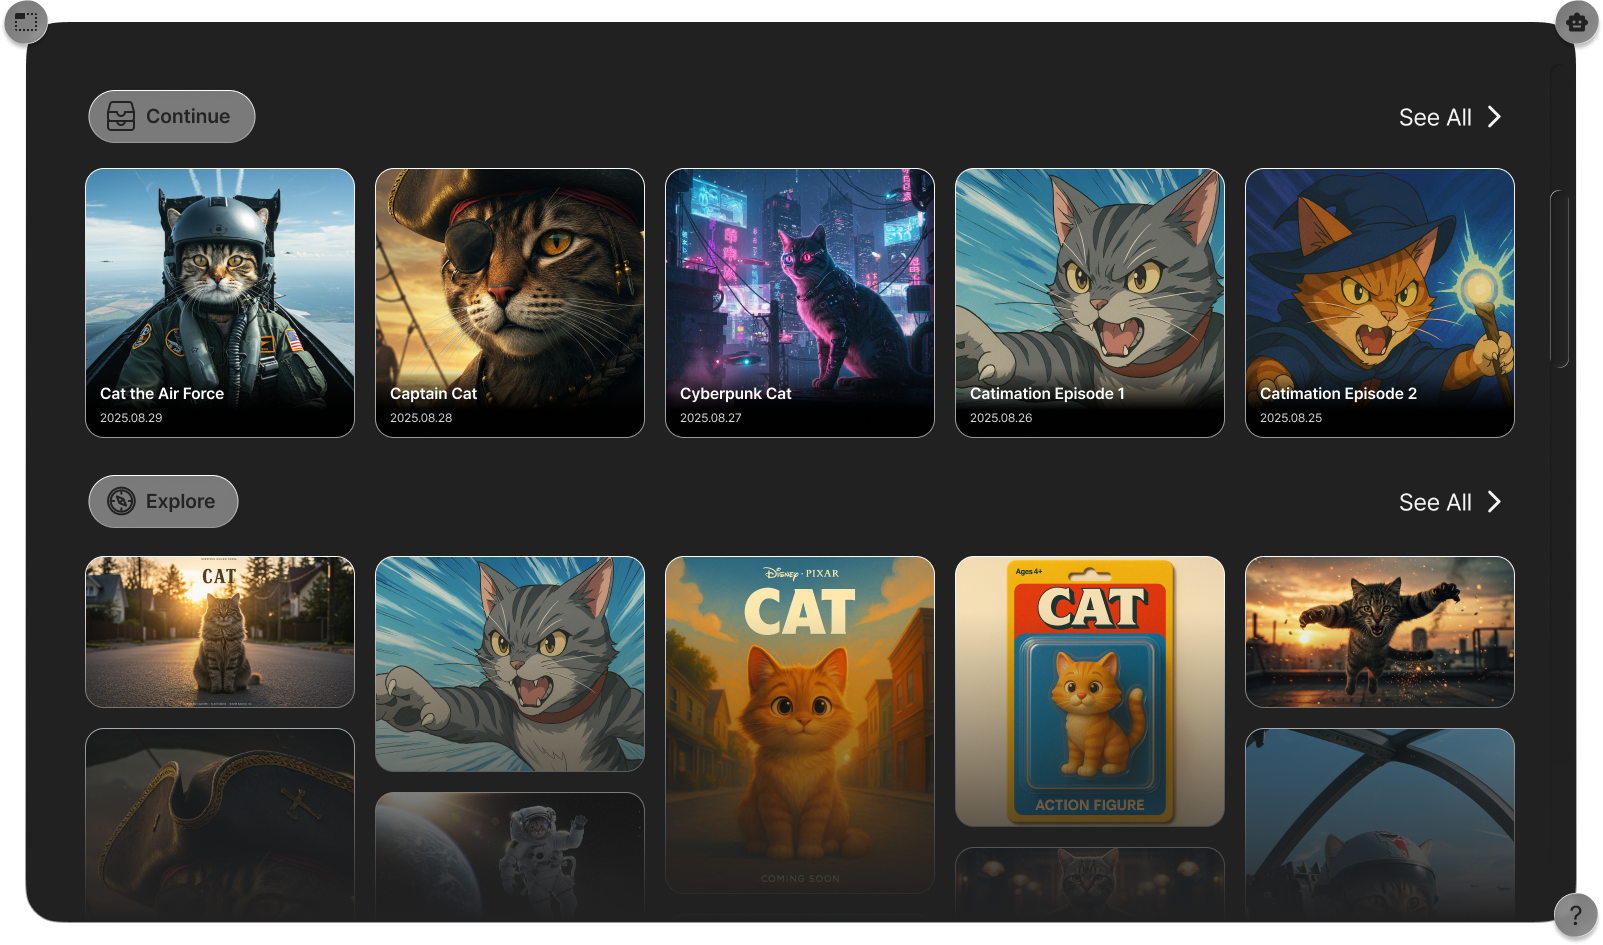 Continue
See All
Cat the Air Force
2025.08.29
Captain Cat
2025.08.28
Cyberpunk Cat
2025.08.27
Catimation Episode 1
2025.08.26
Catimation Episode 2
2025.08.25
Explore
See All
CAT
Disney · PIXAR
CAT
COMING SOON
Ages 4+
CAT
ACTION FIGURE
?